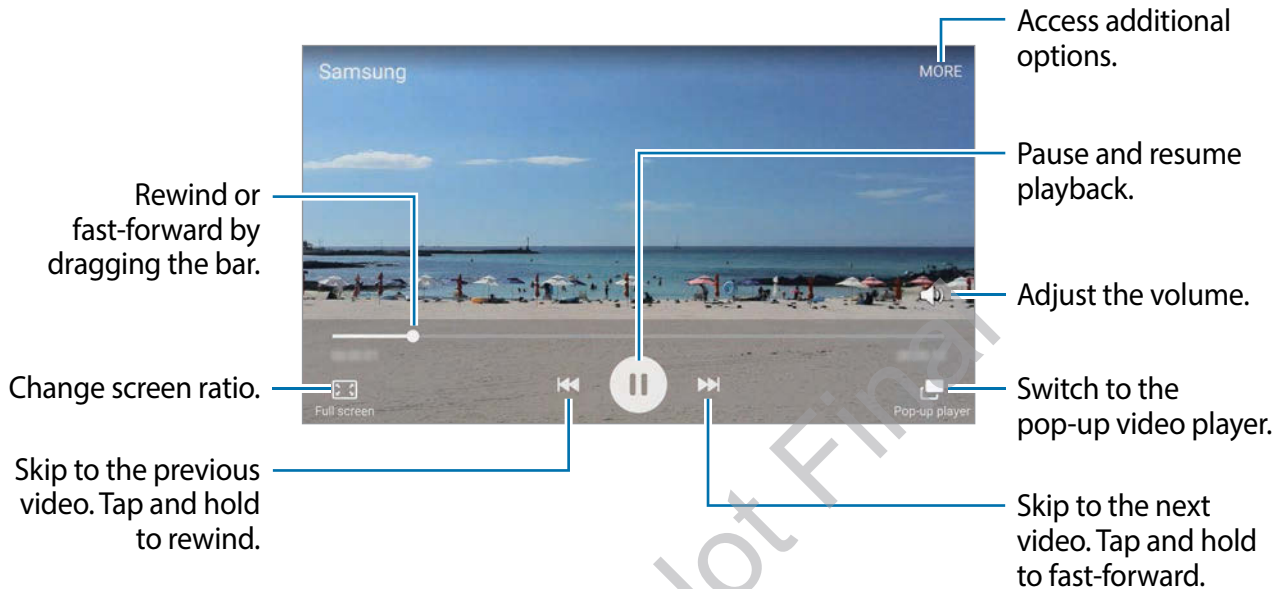 Access additional
options.
Samsung
MORE
Pause and resume
playback.
Rewind or
fast-forward by
dragging the bar.
Adjust the volume.
Change screen ratio.
Full screen
Pop-up player
Switch to the
pop-up video player.
Skip to the previous
video. Tap and hold
to rewind.
Skip to the next
video. Tap and hold
to fast-forward.
Not Final